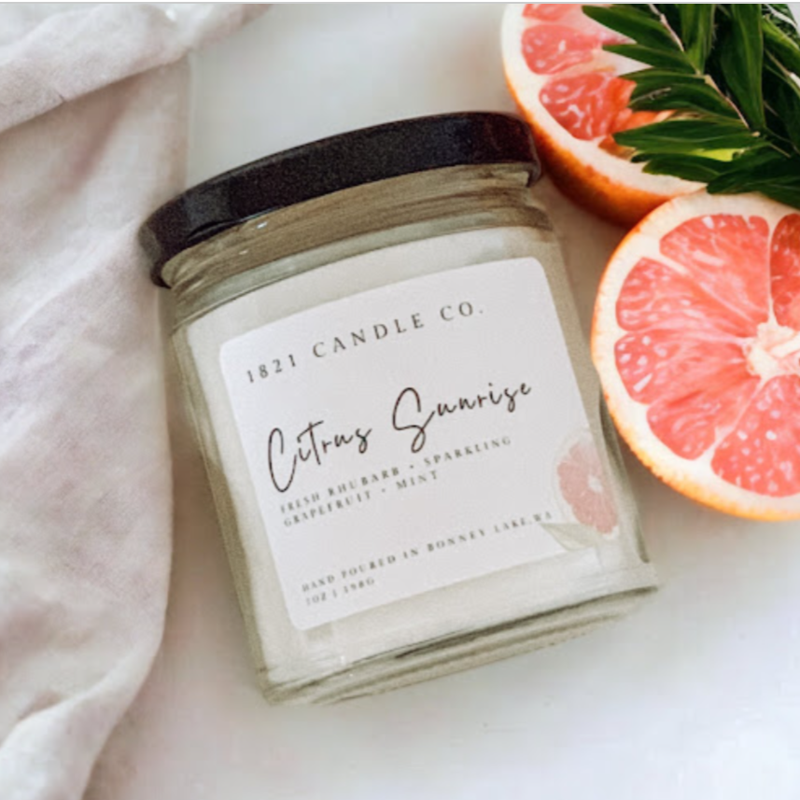 1821 CANDLE CO.
Citrus Sunrise
FRESH RHUBARB • SPARKLING
GRAPEFRUIT • MINT
HAND POURED IN BONNEY LAKE, WA
7OZ | 198G